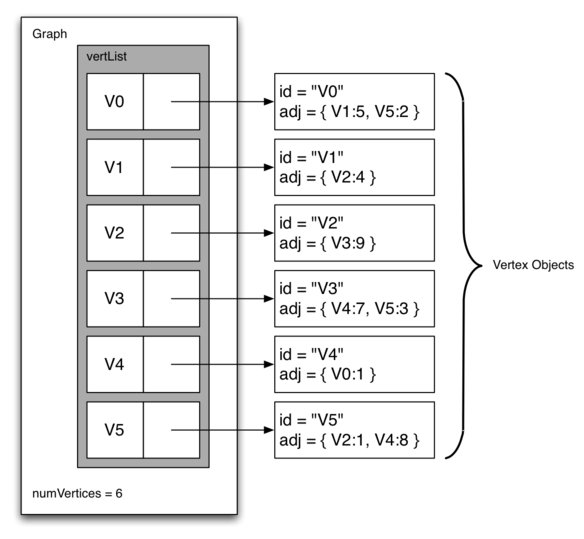 Graph
vertList
V0
id = "V0"
adj = { V1:5, V5:2 }
V1
id = "V1"
adj = { V2:4 }
V2
id = "V2"
adj = { V3:9 }
V3
id = "V3"
adj = { V4:7, V5:3 }
V4
id = "V4"
adj = { V0:1 }
V5
id = "V5"
adj = { V2:1, V4:8 }
Vertex Objects
numVertices = 6